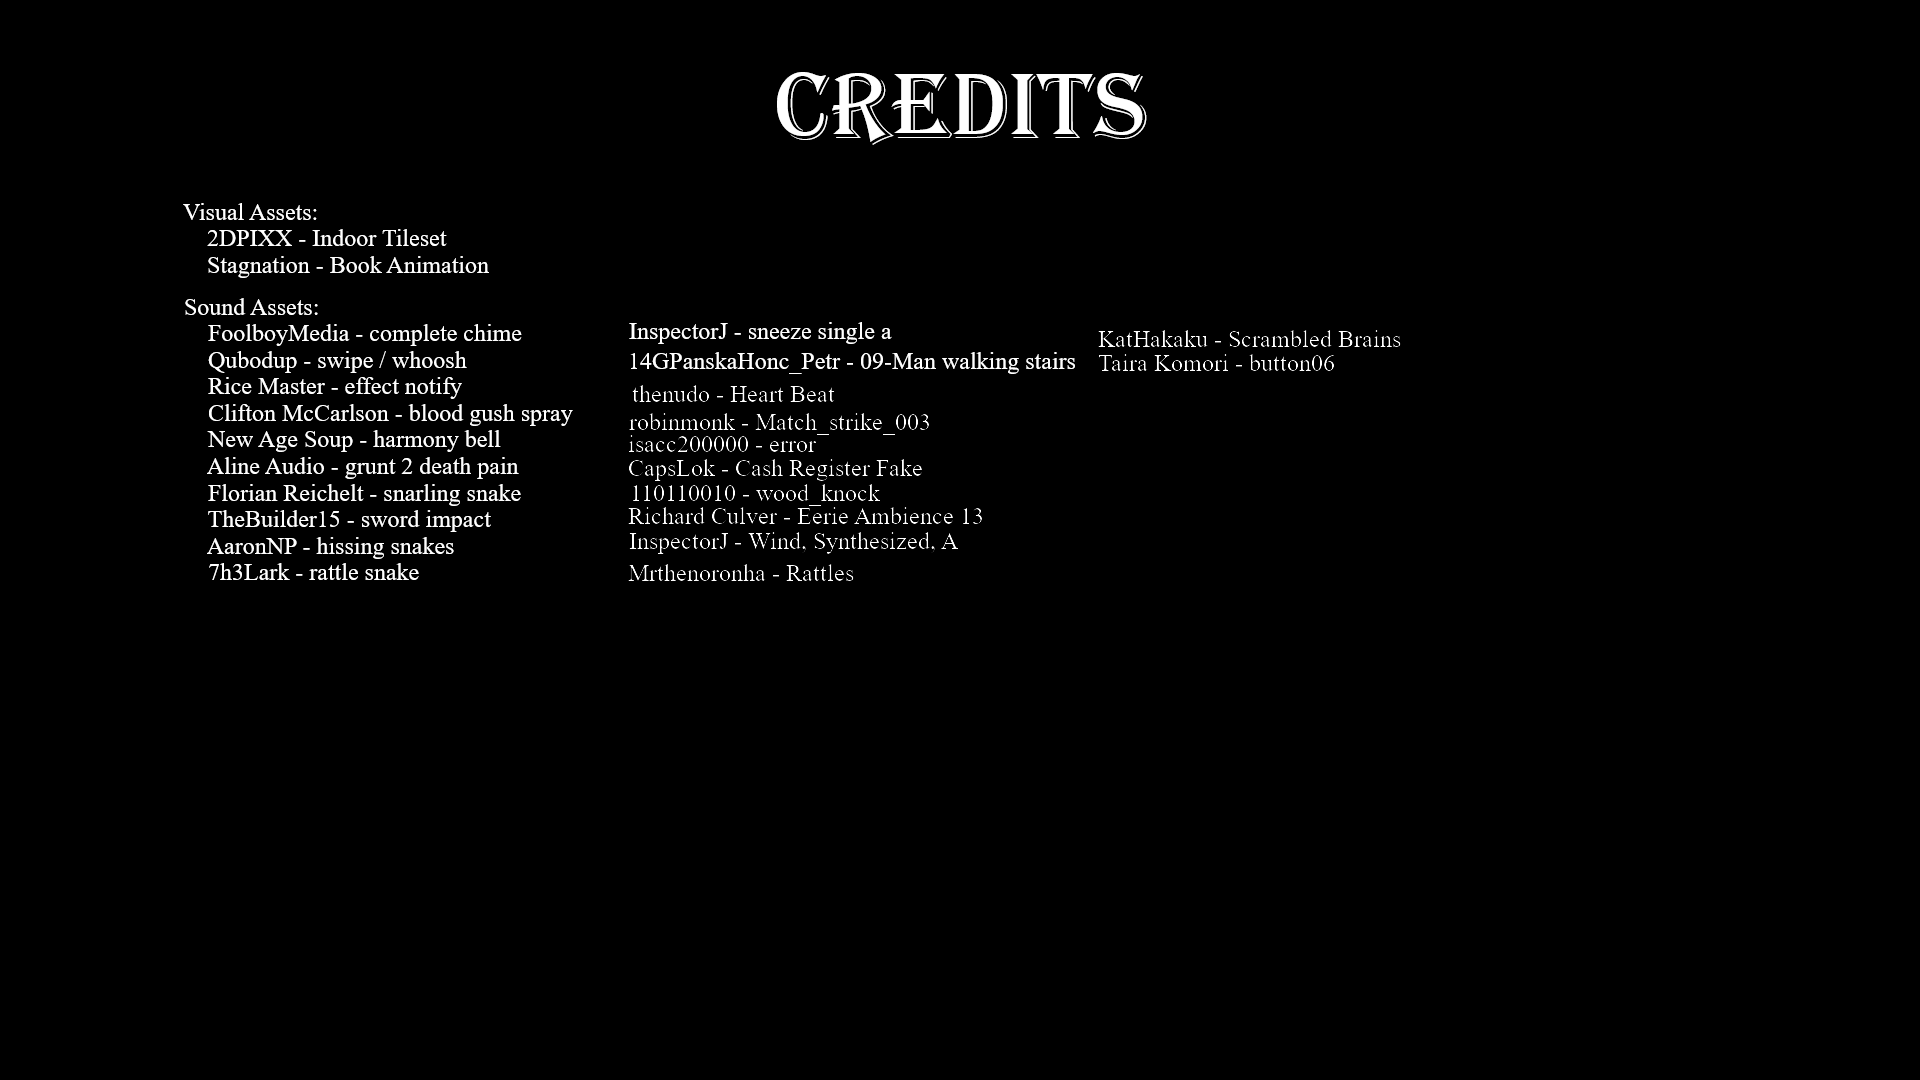 CREDITS
Visual Assets:
2DPIXX - Indoor Tileset
Stagnation - Book Animation
Sound Assets:
FoolboyMedia - complete chime
Qubodup - swipe / whoosh
Rice Master - effect notify
Clifton McCarlson - blood gush spray
New Age Soup - harmony bell
Aline Audio - grunt 2 death pain
Florian Reichelt - snarling snake
TheBuilder15 - sword impact
AaronNP - hissing snakes
7h3Lark - rattle snake
InspectorJ - sneeze single a
14GPanskaHonc_Petr - 09-Man walking stairs
thenudo - Heart Beat
robinmonk - Match_strike_003
isacc200000 - error
CapsLok - Cash Register Fake
110110010 - wood_knock
Richard Culver - Eerie Ambience 13
InspectorJ - Wind, Synthesized, A
Mrthenoronha - Rattles
KatHakaku - Scrambled Brains
Taira Komori - button06